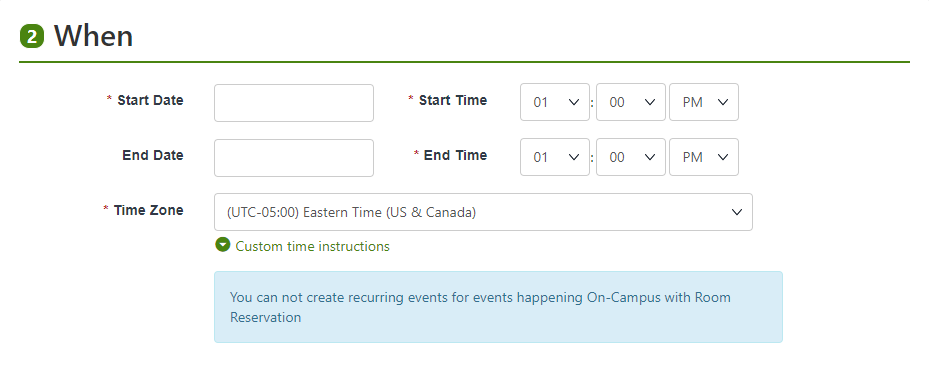 2 When
* Start Date * Start Time 01 : 00 PM
End Date * End Time 01 : 00 PM
* Time Zone (UTC-05:00) Eastern Time (US & Canada)
Custom time instructions
You can not create recurring events for events happening On-Campus with Room
Reservation